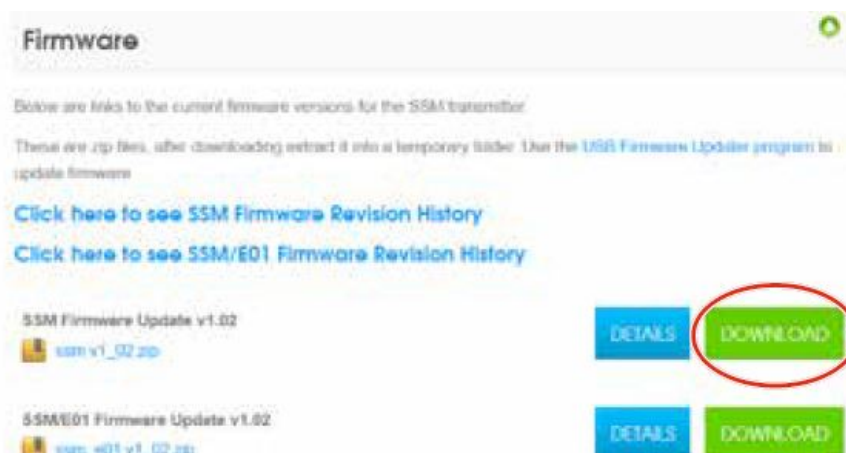 Firmware
Below are links to the current firmware versions for the SSM transmitter.
These are zip files, after downloading extract it into a temporary folder. Use the USB Firmware Updater program to
update firmware
Click here to see SSM Firmware Revision History
Click here to see SSM/E01 Firmware Revision History
SSM Firmware Update v1.02
DETAILS
DOWNLOAD
ssm v1_02.zip
SSM/E01 Firmware Update v1.02
DETAILS
DOWNLOAD
ssm_e01 v1_02.zip